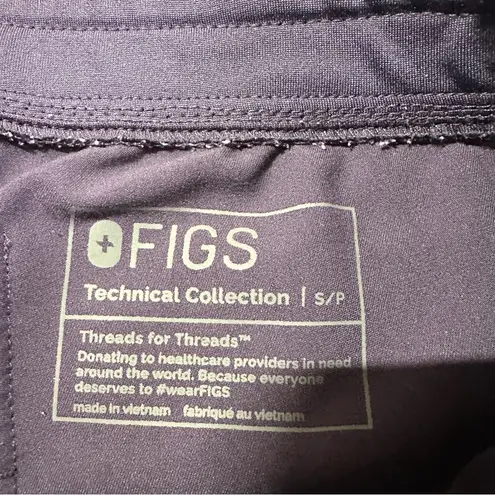 FIGS
Technical Collection | S/P
Threads for Threads™
Donating to healthcare providers in need
around the world. Because everyone
deserves to #wearFIGS
made in vietnam fabriqué au vietnam